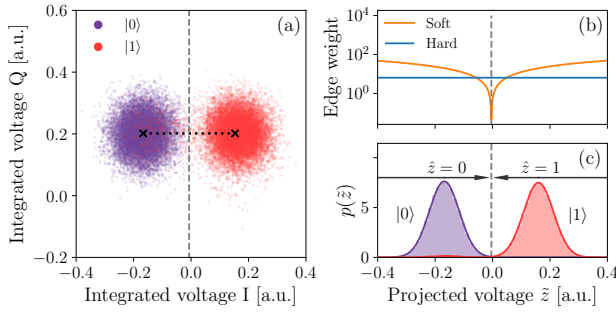 (a)
|0⟩
|1⟩
Integrated voltage Q [a.u.]
0.6
0.4
0.2
0.0
−0.2
−0.4 −0.2 0.0 0.2 0.4
Integrated voltage I [a.u.]
(b)
Soft
Hard
Edge weight
10⁴
10⁰
(c)
ẑ = 0 ẑ = 1
|0⟩ |1⟩
p(z̃)
5
0
−0.4 −0.2 0.0 0.2 0.4
Projected voltage z̃ [a.u.]